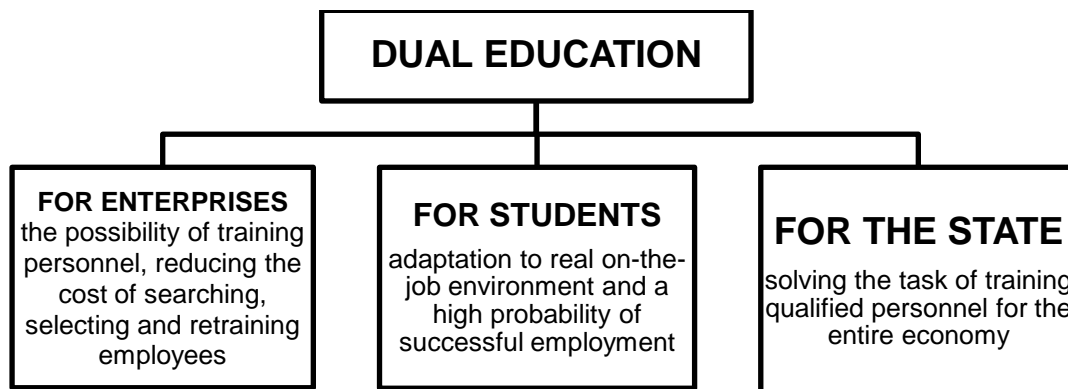 DUAL EDUCATION
FOR ENTERPRISES
the possibility of training
personnel, reducing the
cost of searching,
selecting and retraining
employees
FOR STUDENTS
adaptation to real on-the-
job environment and a
high probability of
successful employment
FOR THE STATE
solving the task of training
qualified personnel for the
entire economy